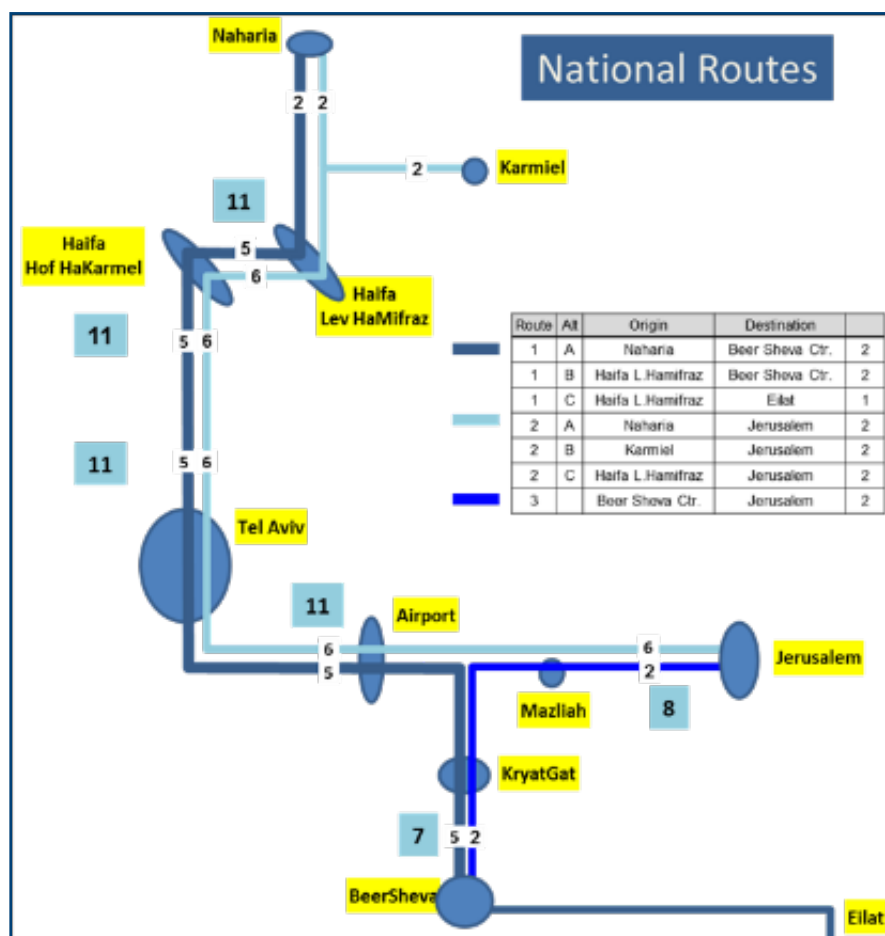 Naharia
National Routes
2 2
2
Karmiel
11
Haifa
Hof HaKarmel
5
6
Haifa
Lev HaMifraz
11
5 6
Route Alt Origin Destination
1 A Naharia Beer Sheva Ctr. 2
1 B Haifa L.Hamifraz Beer Sheva Ctr. 2
1 C Haifa L.Hamifraz Eilat 1
2 A Naharia Jerusalem 2
2 B Karmiel Jerusalem 2
2 C Haifa L.Hamifraz Jerusalem 2
3 Beer Sheva Ctr. Jerusalem 2
11
5 6
Tel Aviv
11
Airport
6
5
6
2
Jerusalem
Mazliah
8
KryatGat
7
5 2
BeerSheva
Eilat